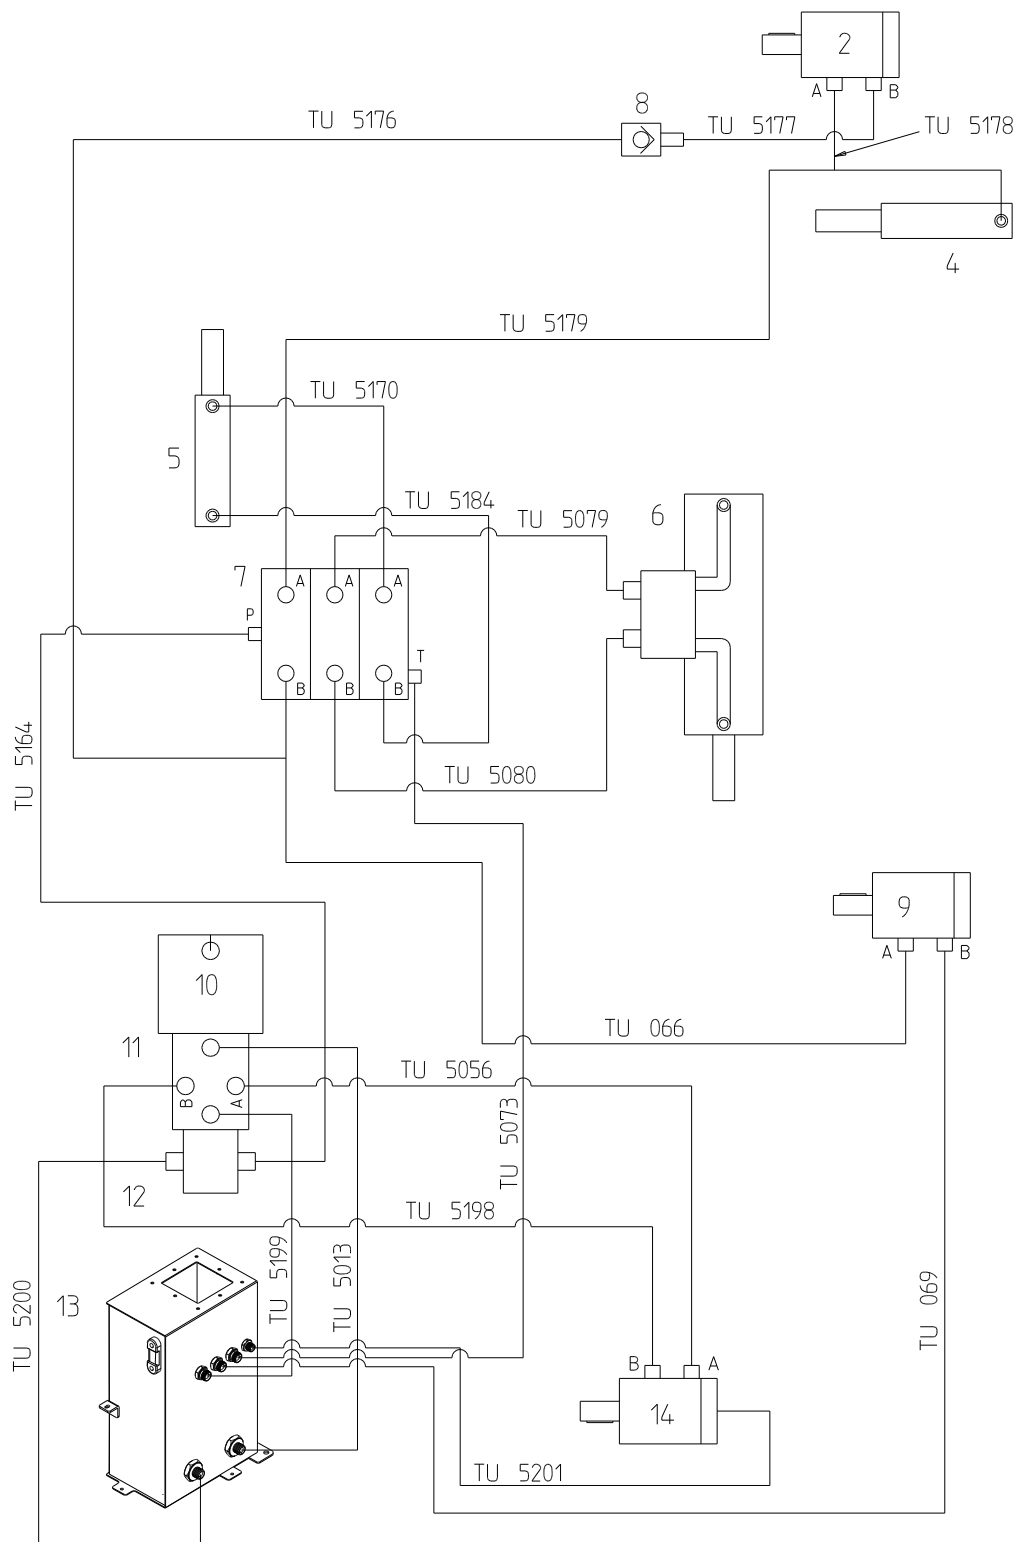 2
A
B
8
TU 5176
TU 5177
TU 5178
4
TU 5179
TU 5170
5
TU 5184
TU 5079
6
7
A
A
A
P
T
B
B
B
TU 5164
TU 5080
9
A
B
10
TU 066
11
TU 5056
B
A
TU 5073
12
TU 5198
TU 5199
TU 5013
TU 5200
13
TU 069
B
A
14
TU 5201